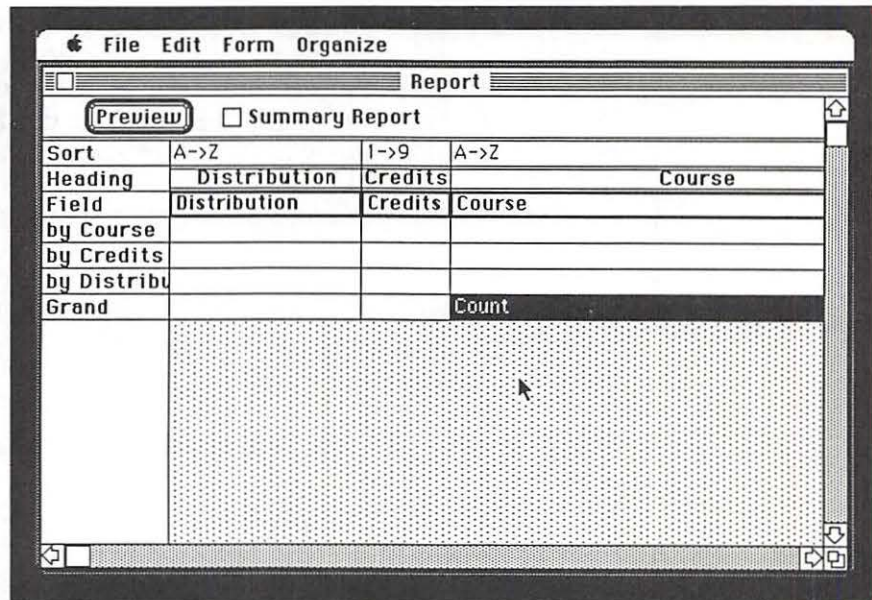 File Edit Form Organize
Report
Preview Summary Report
Sort A->Z 1->9 A->Z
Heading Distribution Credits Course
Field Distribution Credits Course
by Course
by Credits
by Distribu
Grand Count